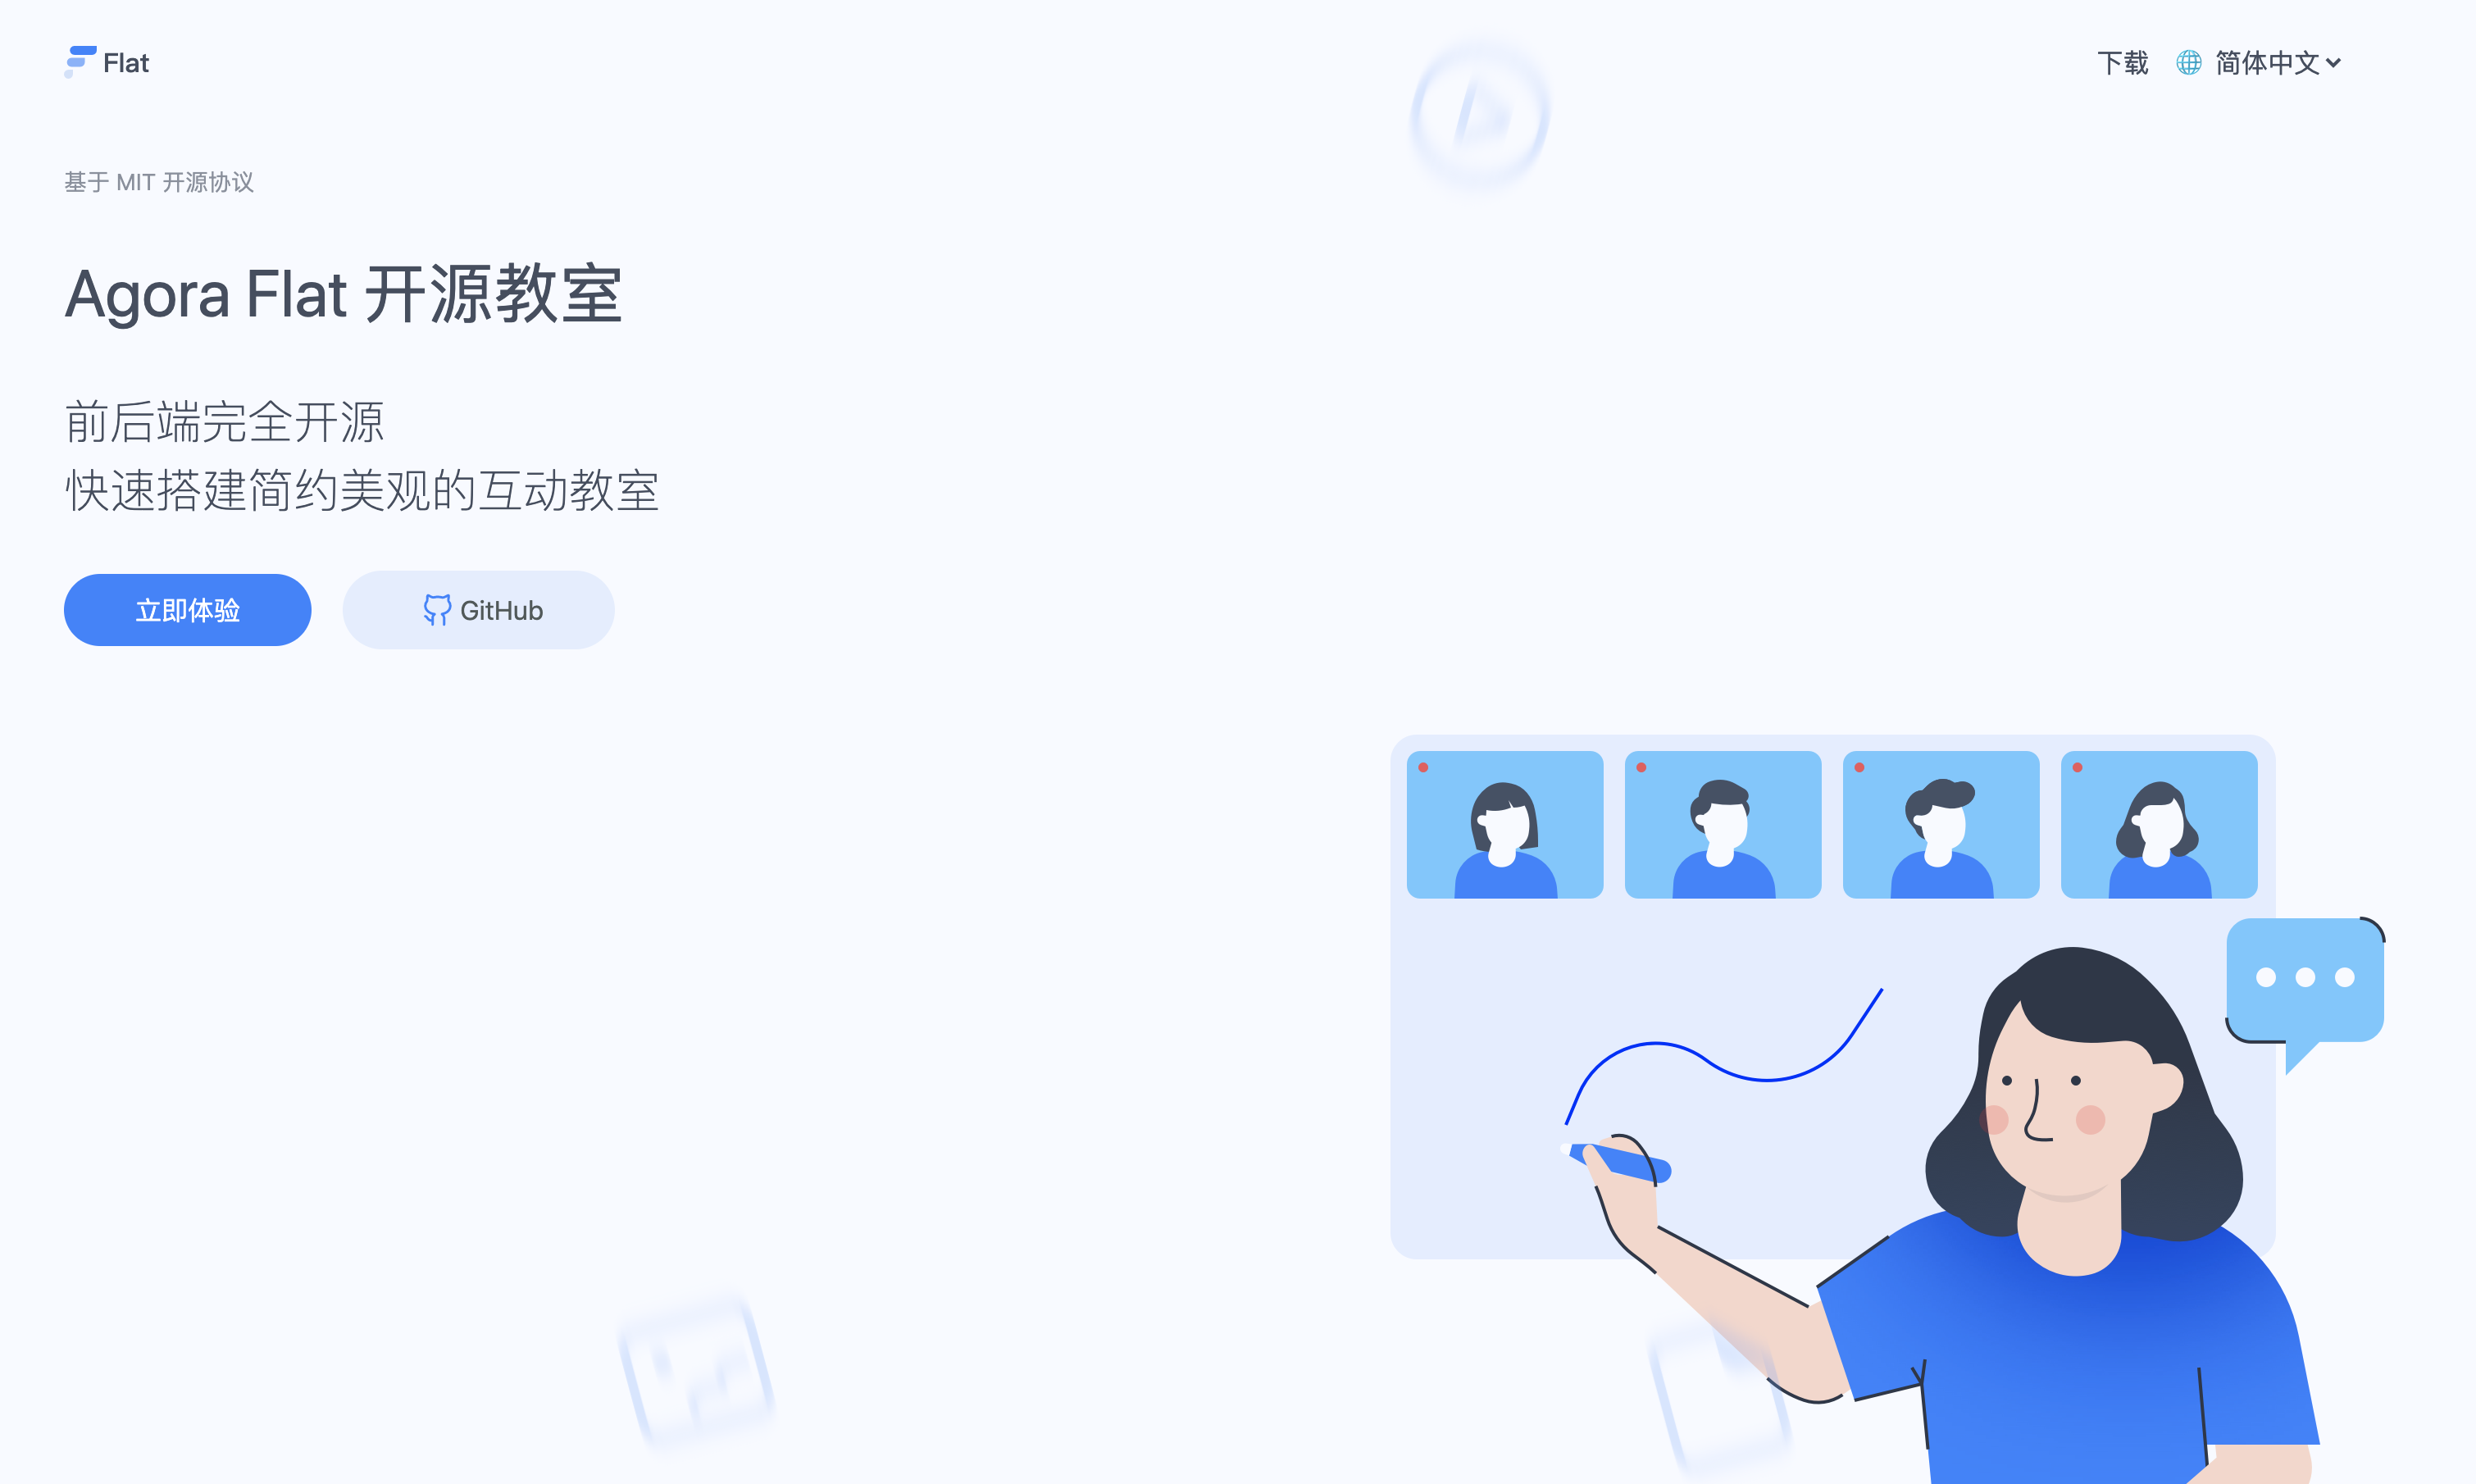 Flat
下载
简体中文
基于 MIT 开源协议
Agora Flat 开源教室
前后端完全开源
快速搭建简约美观的互动教室
立即体验
GitHub